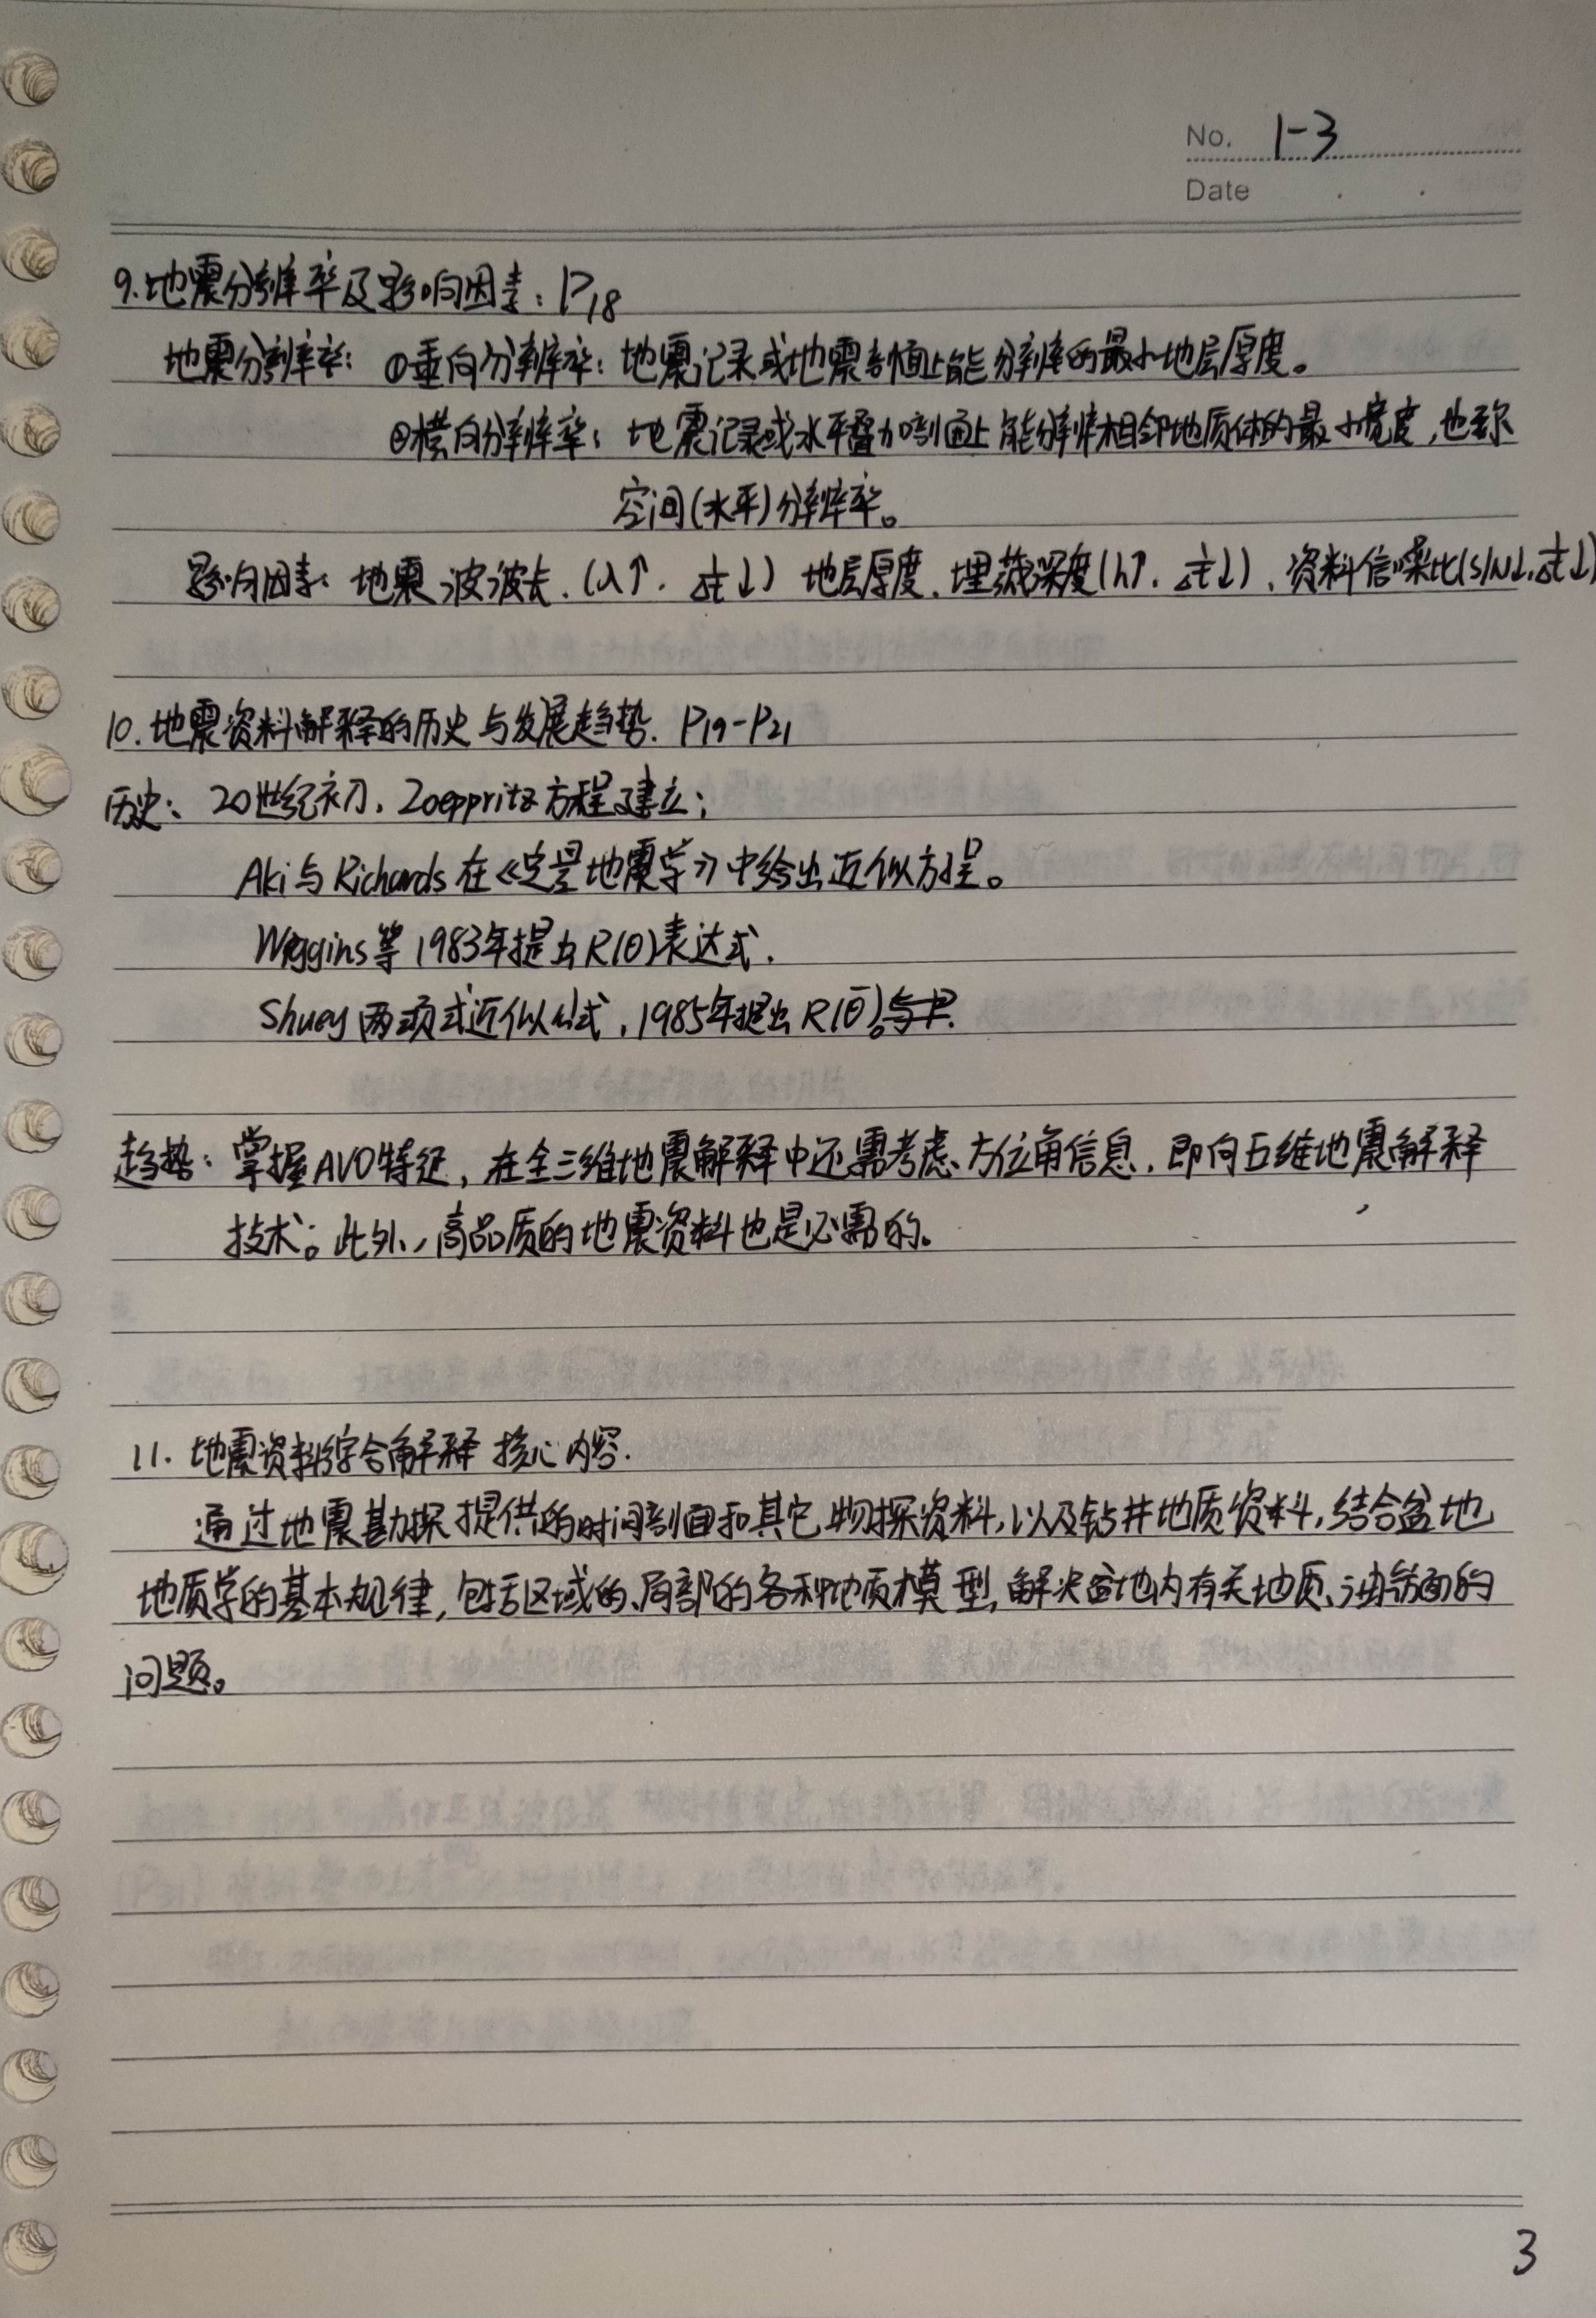 No. 1-3
Date
9.地震分辨率及影响因素：P18
地震分辨率：①垂向分辨率：地震记录或地震剖面上能分辨的最小地层厚度。
②横向分辨率：地震记录或水平叠加剖面上能分辨相邻地质体的最小宽度，也称
空间(水平)分辨率。
影响因素：地震波波长.(λ↑. ↓) 地层厚度、埋藏深度(h↑. ↓)、资料信噪比(S/N↓. ↓)
10.地震资料解释的历史与发展趋势. P19-P21
历史：20世纪初，Zoeppritz方程建立；
Aki与Richards在《定量地震学》中给出近似方程。
Wiggins等1983年提出R(θ)表达式.
Shuey两项式近似公式，1985年提出R(θ)。
趋势：掌握AVO特征，在全三维地震解释中还需考虑方位角信息，即向五维地震解释
技术。此外，高品质的地震资料也是必需的。
11.地震资料综合解释核心内容.
通过地震勘探提供的时间剖面和其它物探资料，以及钻井地质资料，结合盆地
地质学的基本规律，包括区域的、局部的各种地质模型，解决盆地内有关地质、油气方面的
问题。
3